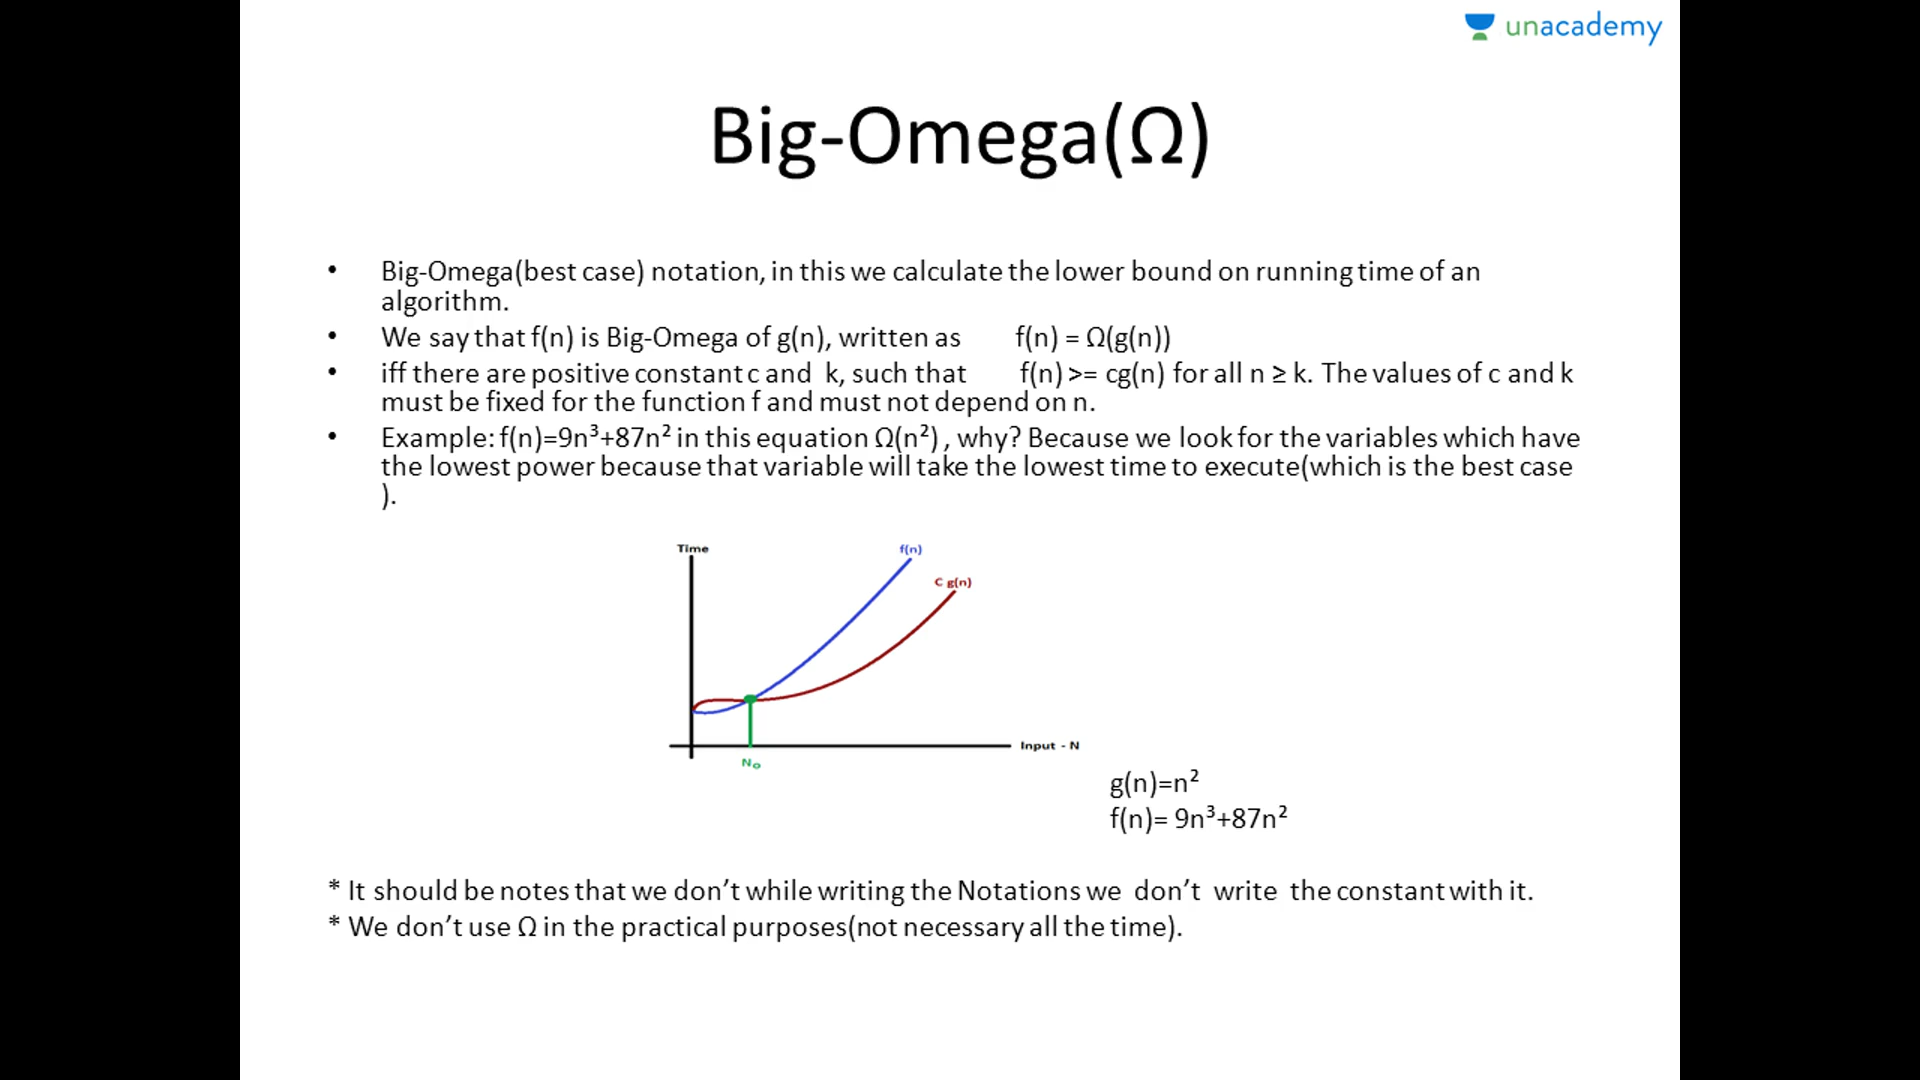 unacademy
Big-Omega(Ω)
• Big-Omega(best case) notation, in this we calculate the lower bound on running time of an
algorithm.
• We say that f(n) is Big-Omega of g(n), written as f(n) = Ω(g(n))
• iff there are positive constant c and k, such that f(n) >= cg(n) for all n ≥ k. The values of c and k
must be fixed for the function f and must not depend on n.
• Example: f(n)=9n³+87n² in this equation Ω(n²) , why? Because we look for the variables which have
the lowest power because that variable will take the lowest time to execute(which is the best case
).
Time
f(n)
C g(n)
Input - N
N₀
g(n)=n²
f(n)= 9n³+87n²
* It should be notes that we don’t while writing the Notations we don’t write the constant with it.
* We don’t use Ω in the practical purposes(not necessary all the time).